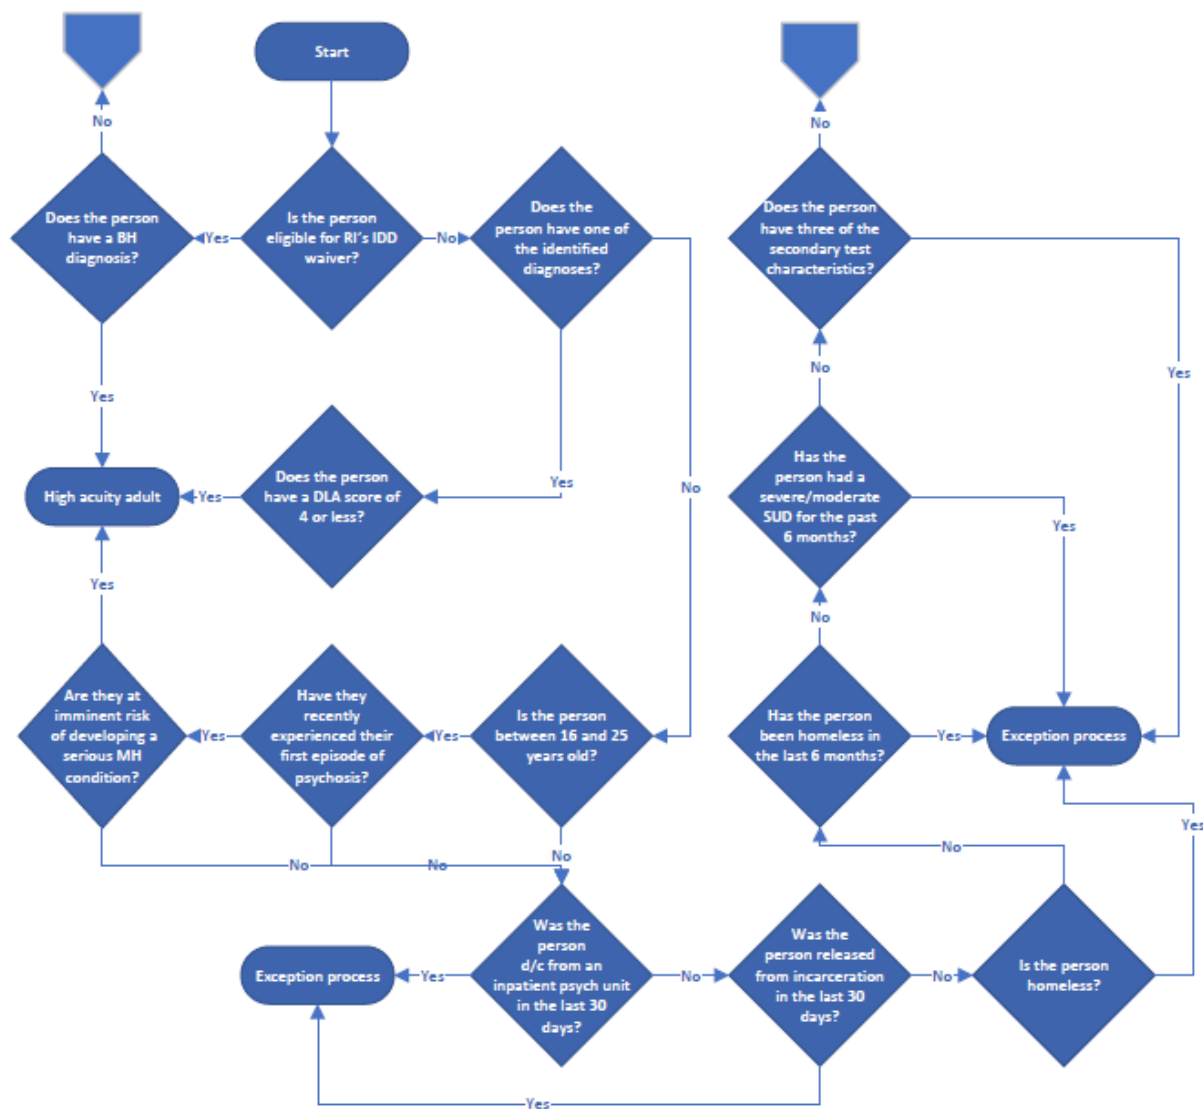 Start
No
No
Does the person
have a BH
diagnosis?
Yes
Is the person
eligible for RI's IDD
waiver?
No
Does the
person have one of
the identified
diagnoses?
Does the person
have three of the
secondary test
characteristics?
Yes
Yes
No
Yes
High acuity adult
Yes
Does the person
have a DLA score of
4 or less?
Yes
No
Has the
person had a
severe/moderate
SUD for the past
6 months?
Yes
Yes
No
Are they at
imminent risk
of developing a
serious MH
condition?
Yes
Have they
recently
experienced their
first episode of
psychosis?
Yes
Is the person
between 16 and 25
years old?
Has the person
been homeless in
the last 6 months?
Yes
Exception process
No
No
No
No
Yes
Exception process
Yes
Was the
person
d/c from an
inpatient psych unit
in the last 30
days?
No
Was the
person released
from incarceration
in the last 30
days?
No
Is the person
homeless?
Yes